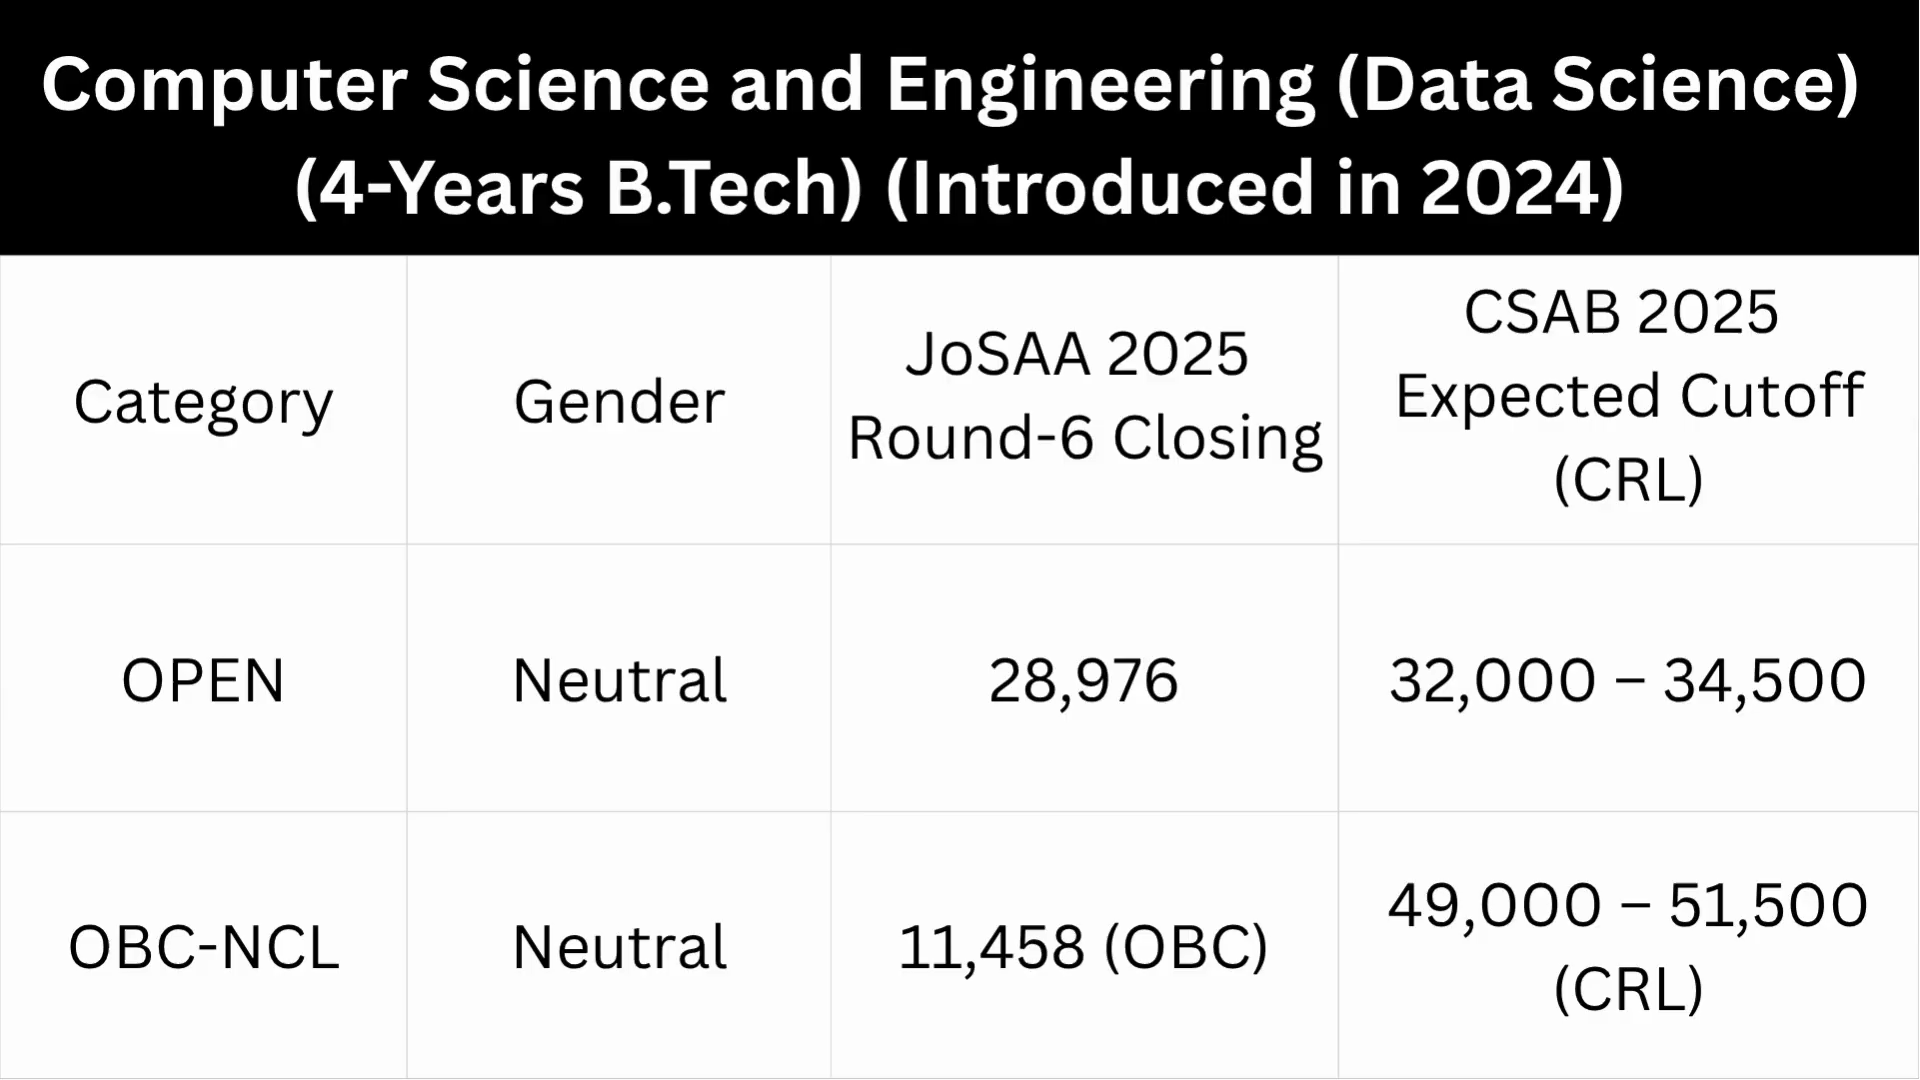 Computer Science and Engineering (Data Science)
(4-Years B.Tech) (Introduced in 2024)
Category
Gender
JoSAA 2025
Round-6 Closing
CSAB 2025
Expected Cutoff
(CRL)
OPEN
Neutral
28,976
32,000 – 34,500
OBC-NCL
Neutral
11,458 (OBC)
49,000 – 51,500
(CRL)